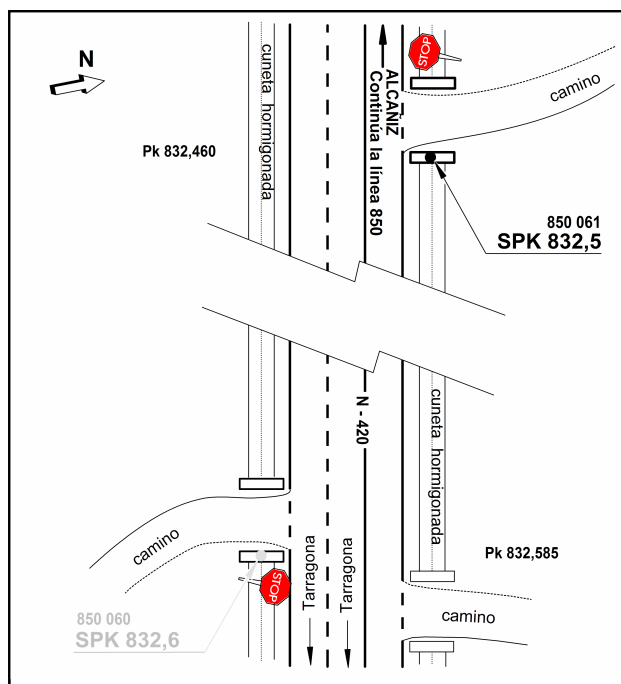 N
cuneta hormigonada
Pk 832,460
ALCAÑIZ
Continúa la línea 850
STOP
camino
850 061
SPK 832,5
N - 420
cuneta hormigonada
camino
Tarragona
Tarragona
Pk 832,585
STOP
850 060
SPK 832,6
camino